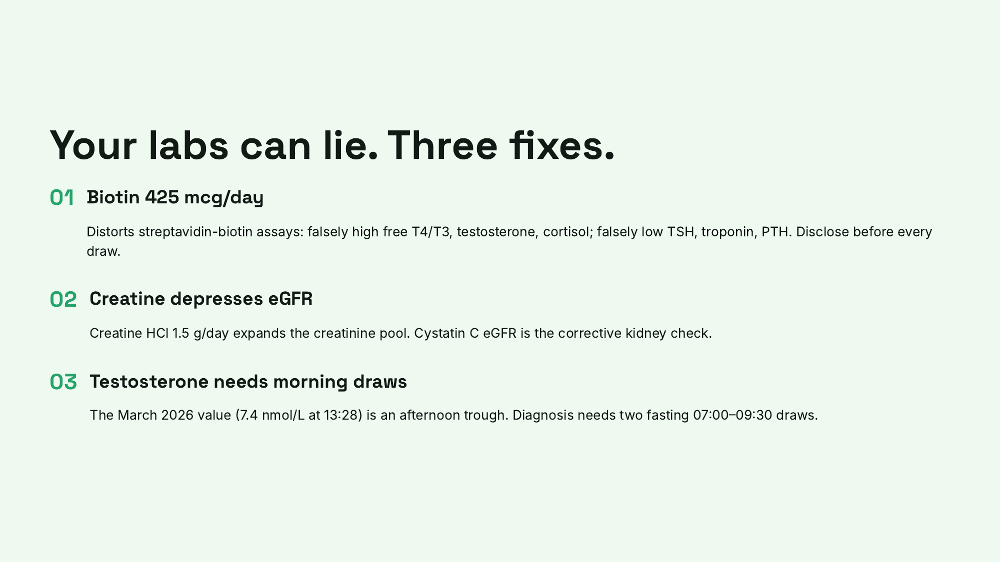 Your labs can lie. Three fixes.
01 Biotin 425 mcg/day
Distorts streptavidin-biotin assays: falsely high free T4/T3, testosterone, cortisol; falsely low TSH, troponin, PTH. Disclose before every
draw.
02 Creatine depresses eGFR
Creatine HCl 1.5 g/day expands the creatinine pool. Cystatin C eGFR is the corrective kidney check.
03 Testosterone needs morning draws
The March 2026 value (7.4 nmol/L at 13:28) is an afternoon trough. Diagnosis needs two fasting 07:00–09:30 draws.